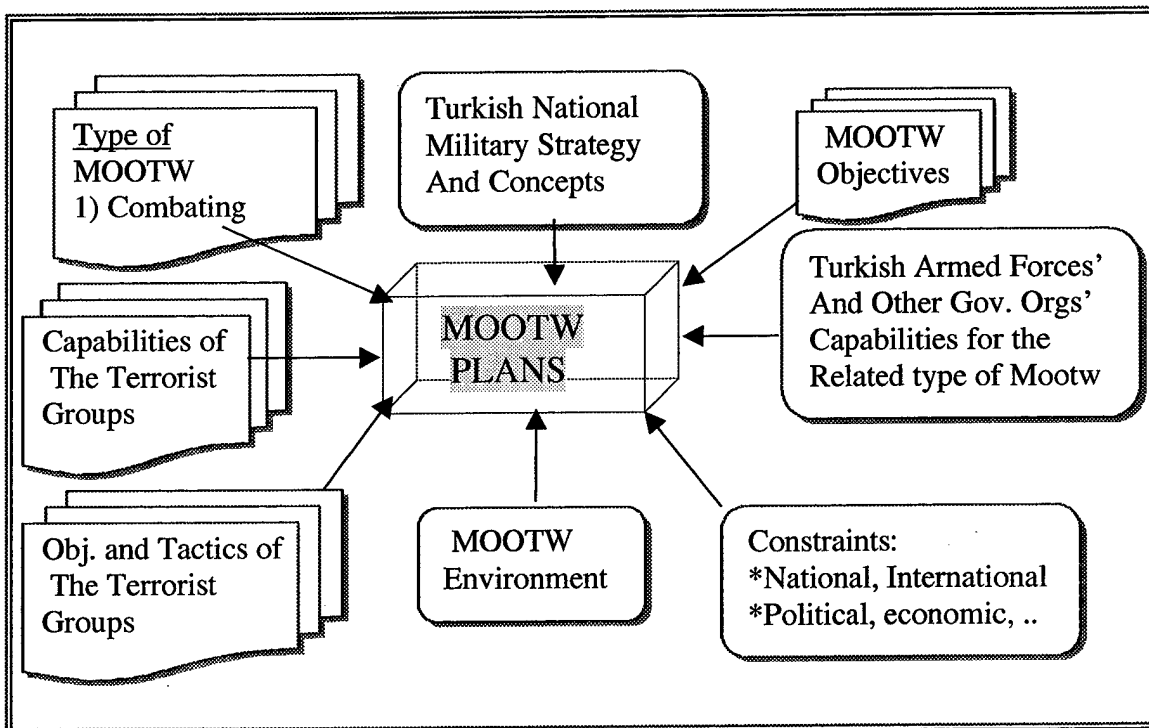 Type of
MOOTW
1) Combating
Turkish National
Military Strategy
And Concepts
MOOTW
Objectives
Capabilities of
The Terrorist
Groups
MOOTW
PLANS
Turkish Armed Forces'
And Other Gov. Orgs'
Capabilities for the
Related type of Mootw
Obj. and Tactics of
The Terrorist
Groups
MOOTW
Environment
Constraints:
*National, International
*Political, economic, ..